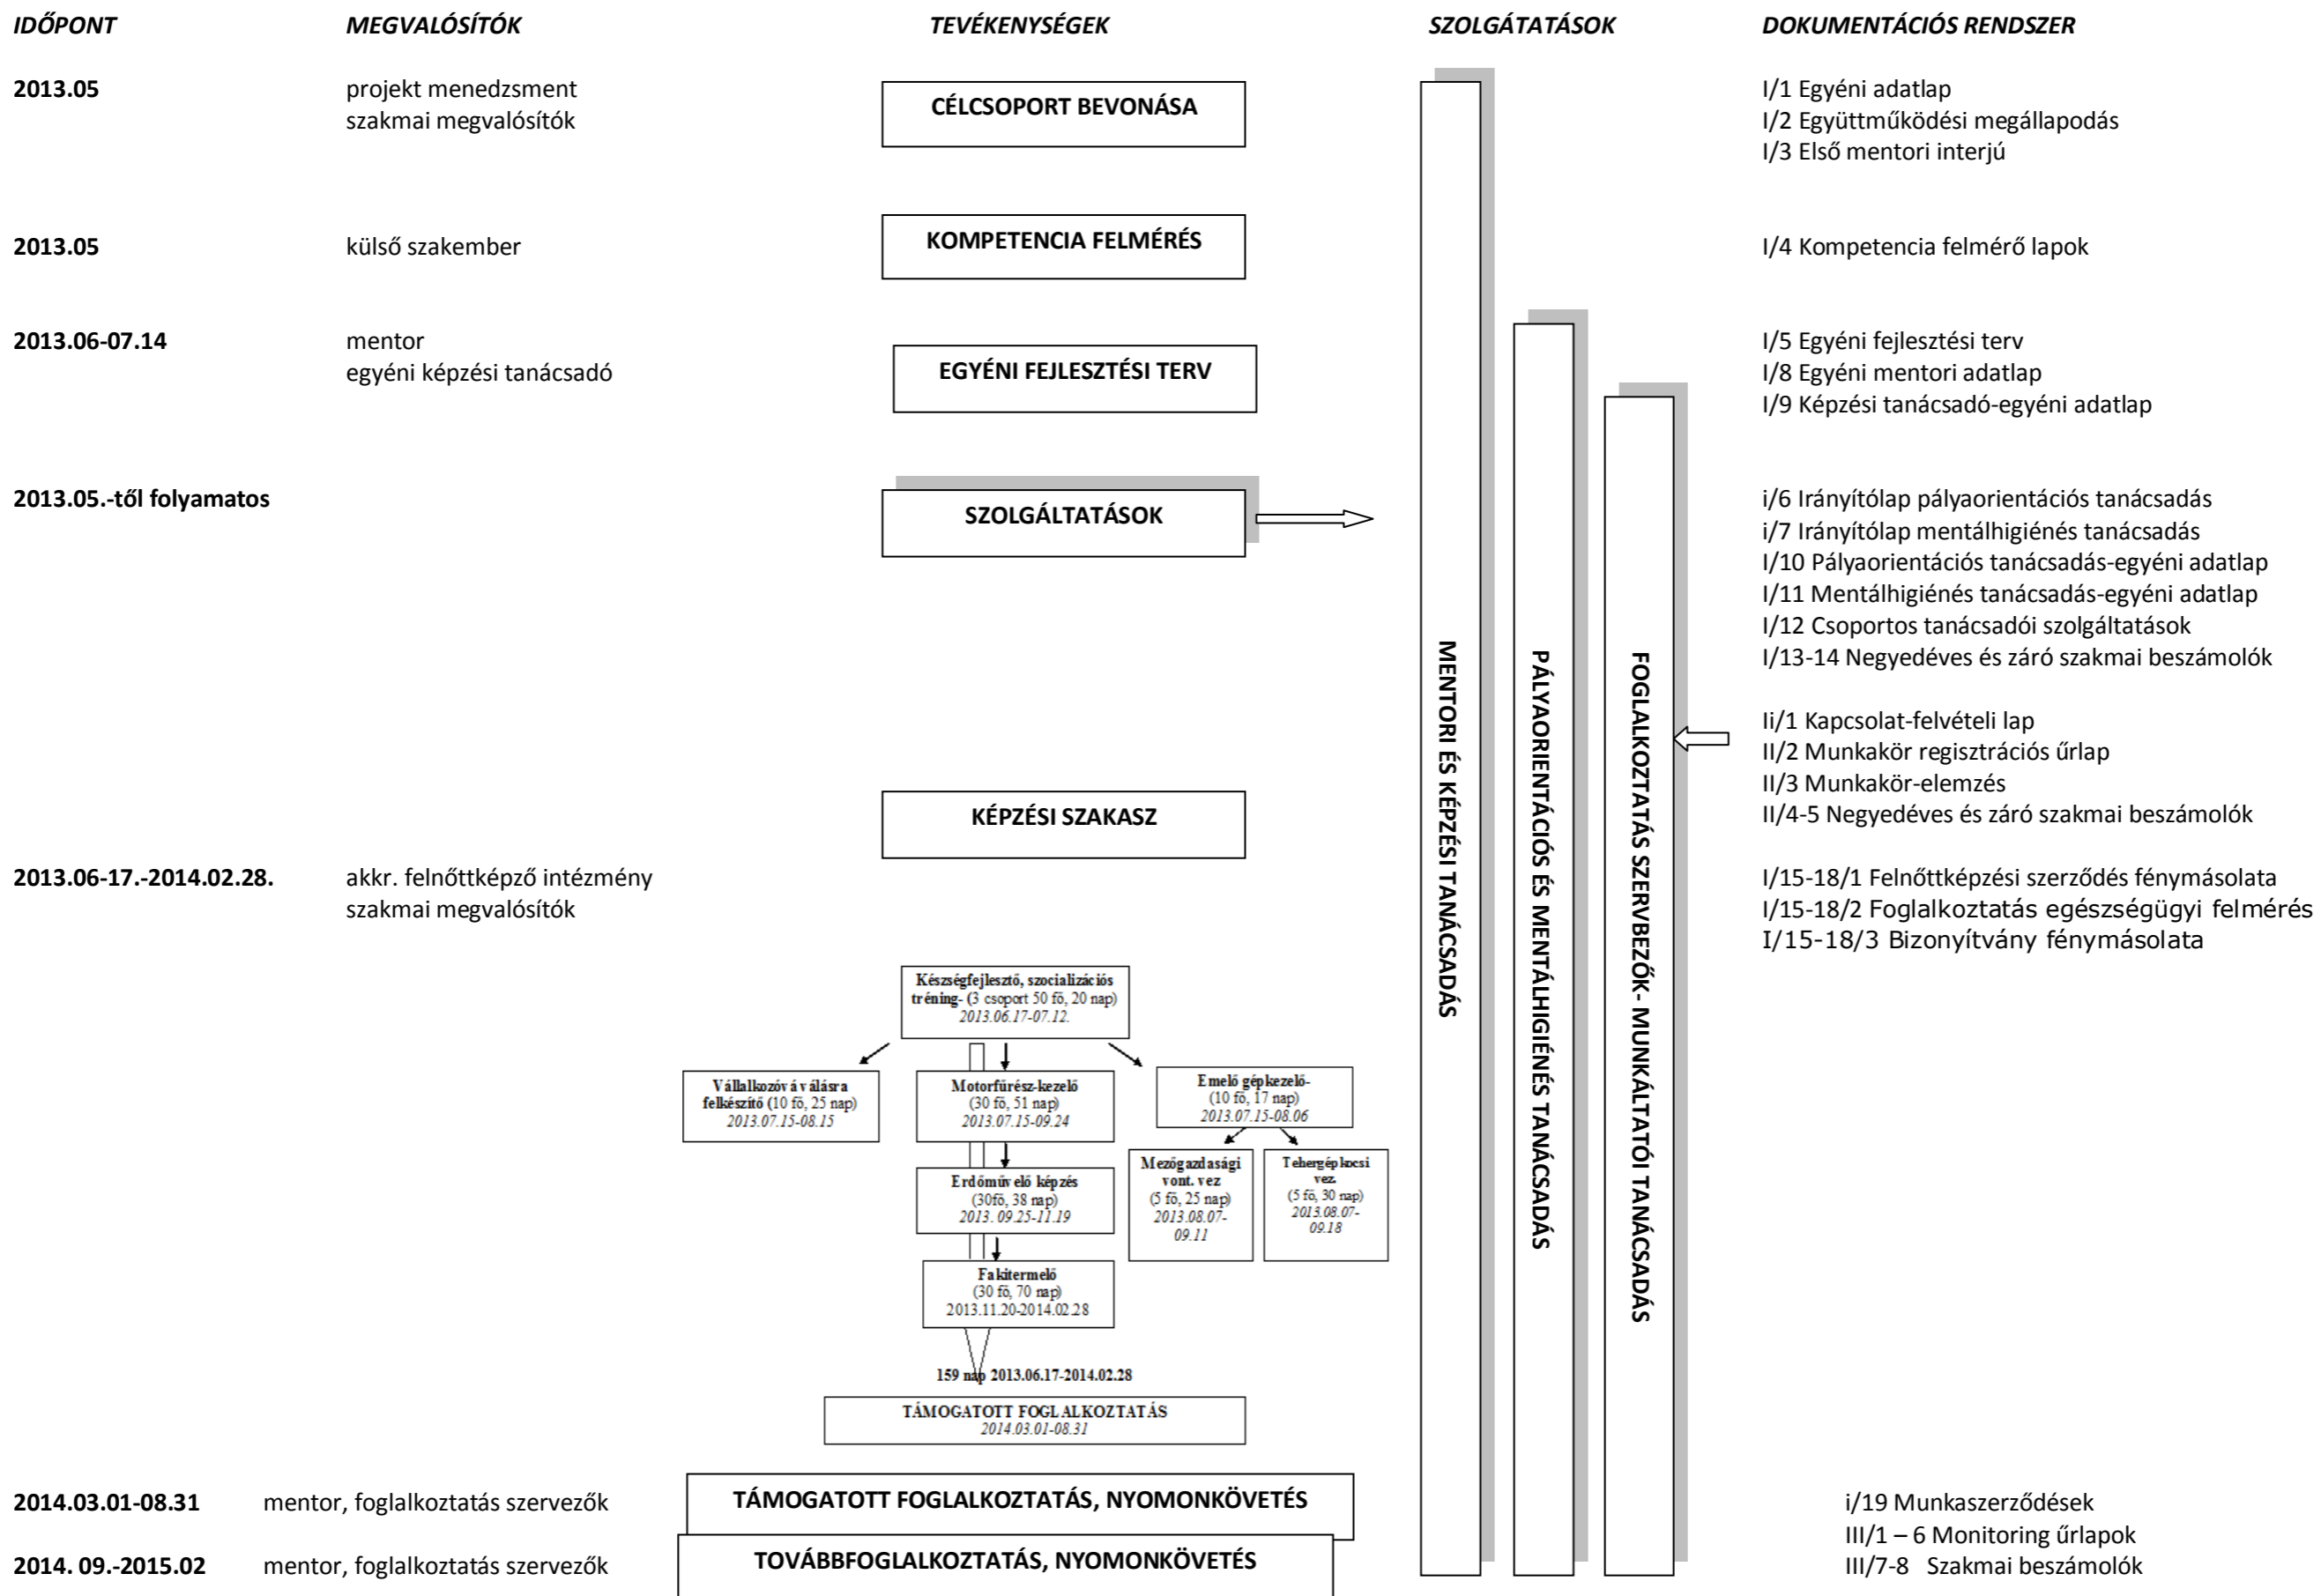 IDŐPONT MEGVALÓSÍTÓK TEVÉKENYSÉGEK SZOLGÁTATÁSOK DOKUMENTÁCIÓS RENDSZER
2013.05 projekt menedzsment
szakmai megvalósítók
CÉLCSOPORT BEVONÁSA
I/1 Egyéni adatlap
I/2 Együttműködési megállapodás
I/3 Első mentori interjú
2013.05 külső szakember
KOMPETENCIA FELMÉRÉS
I/4 Kompetencia felmérő lapok
2013.06-07.14 mentor
egyéni képzési tanácsadó
EGYÉNI FEJLESZTÉSI TERV
I/5 Egyéni fejlesztési terv
I/8 Egyéni mentori adatlap
I/9 Képzési tanácsadó-egyéni adatlap
2013.05.-től folyamatos
SZOLGÁLTATÁSOK
i/6 Irányítólap pályaorientációs tanácsadás
i/7 Irányítólap mentálhigiénés tanácsadás
I/10 Pályaorientációs tanácsadás-egyéni adatlap
I/11 Mentálhigiénés tanácsadás-egyéni adatlap
I/12 Csoportos tanácsadói szolgáltatások
I/13-14 Negyedéves és záró szakmai beszámolók
MENTORI ÉS KÉPZÉSI TANÁCSADÁS
PÁLYAORIENTÁCIÓS ÉS MENTÁLHIGIÉNÉS TANÁCSADÁS
FOGLALKOZTATÁS SZERVBEZŐK- MUNKÁLTATÓI TANÁCSADÁS
Ii/1 Kapcsolat-felvételi lap
II/2 Munkakör regisztrációs űrlap
II/3 Munkakör-elemzés
II/4-5 Negyedéves és záró szakmai beszámolók
KÉPZÉSI SZAKASZ
2013.06-17.-2014.02.28. akkr. felnőttképző intézmény
szakmai megvalósítók
I/15-18/1 Felnőttképzési szerződés fénymásolata
I/15-18/2 Foglalkoztatás egészségügyi felmérés
I/15-18/3 Bizonyítvány fénymásolata
Készségfejlesztő, szocializációs
tréning- (3 csoport 50 fő, 20 nap)
2013.06.17-07.12.
Vállalkozóvá válásra
felkészítő (10 fő, 25 nap)
2013.07.15-08.15
Motorfűrész-kezelő
(30 fő, 51 nap)
2013.07.15-09.24
Emelő gépkezelő-
(10 fő, 17 nap)
2013.07.15-08.06
Erdőművelő képzés
(30fő, 38 nap)
2013. 09.25-11.19
Mezőgazdasági
vont. vez
(5 fő, 25 nap)
2013.08.07-
09.11
Tehergépkocsi
vez.
(5 fő, 30 nap)
2013.08.07-
09.18
Fakitermelő
(30 fő, 70 nap)
2013.11.20-2014.02.28
159 nap 2013.06.17-2014.02.28
TÁMOGATOTT FOGLALKOZTATÁS
2014.03.01-08.31
2014.03.01-08.31 mentor, foglalkoztatás szervezők
TÁMOGATOTT FOGLALKOZTATÁS, NYOMONKÖVETÉS
i/19 Munkaszerződések
III/1 – 6 Monitoring űrlapok
2014. 09.-2015.02 mentor, foglalkoztatás szervezők
TOVÁBBFOGLALKOZTATÁS, NYOMONKÖVETÉS
III/7-8 Szakmai beszámolók